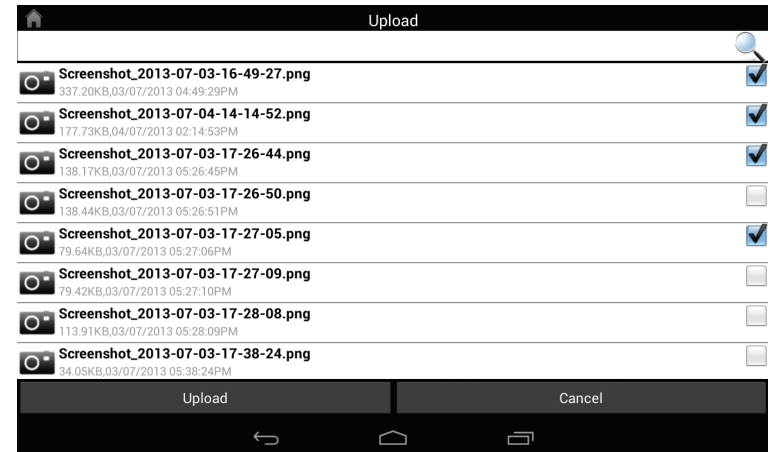 Upload
Screenshot_2013-07-03-16-49-27.png
337.20KB,03/07/2013 04:49:29PM
Screenshot_2013-07-04-14-14-52.png
177.73KB,04/07/2013 02:14:53PM
Screenshot_2013-07-03-17-26-44.png
138.17KB,03/07/2013 05:26:45PM
Screenshot_2013-07-03-17-26-50.png
138.44KB,03/07/2013 05:26:51PM
Screenshot_2013-07-03-17-27-05.png
79.64KB,03/07/2013 05:27:06PM
Screenshot_2013-07-03-17-27-09.png
79.42KB,03/07/2013 05:27:10PM
Screenshot_2013-07-03-17-28-08.png
113.91KB,03/07/2013 05:28:09PM
Screenshot_2013-07-03-17-38-24.png
34.05KB,03/07/2013 05:38:24PM
Upload Cancel